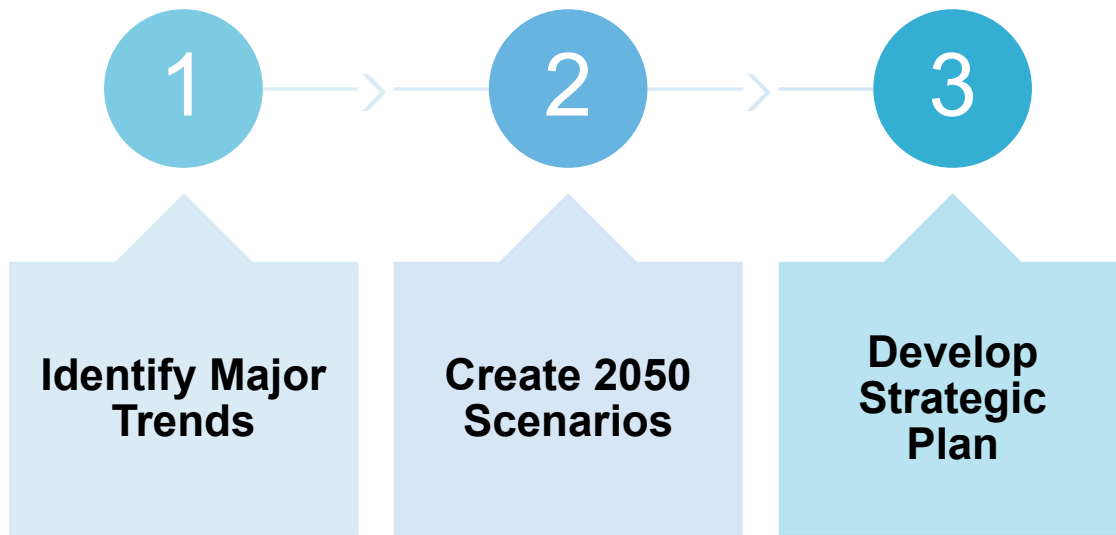 1
2
3
Identify Major
Trends
Create 2050
Scenarios
Develop
Strategic
Plan